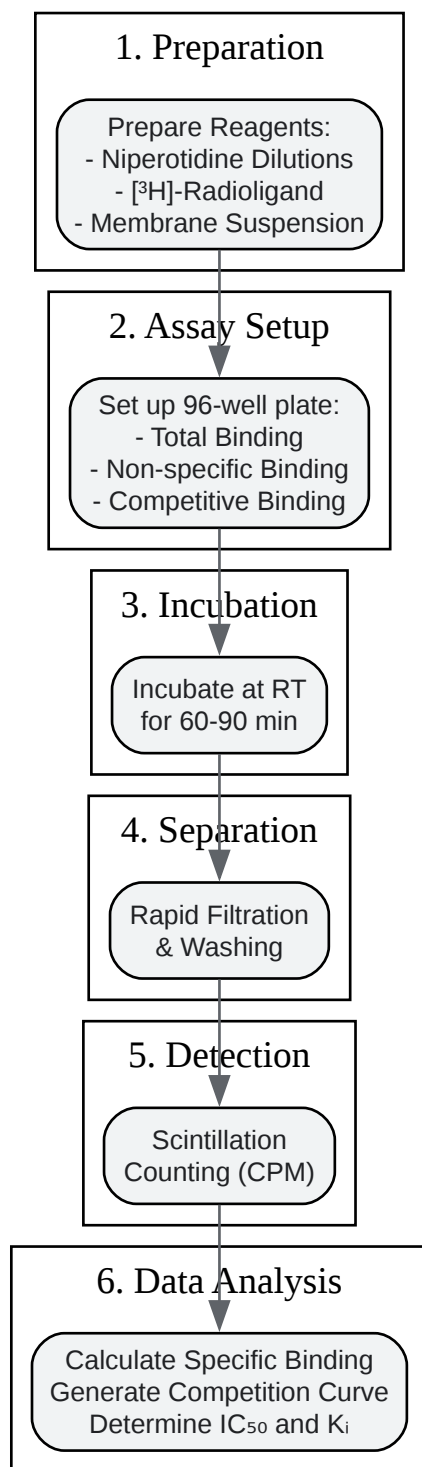 1. Preparation
Prepare Reagents:
- Niperotidine Dilutions
- [³H]-Radioligand
- Membrane Suspension
2. Assay Setup
Set up 96-well plate:
- Total Binding
- Non-specific Binding
- Competitive Binding
3. Incubation
Incubate at RT
for 60-90 min
4. Separation
Rapid Filtration
& Washing
5. Detection
Scintillation
Counting (CPM)
6. Data Analysis
Calculate Specific Binding
Generate Competition Curve
Determine IC₅₀ and Kᵢ